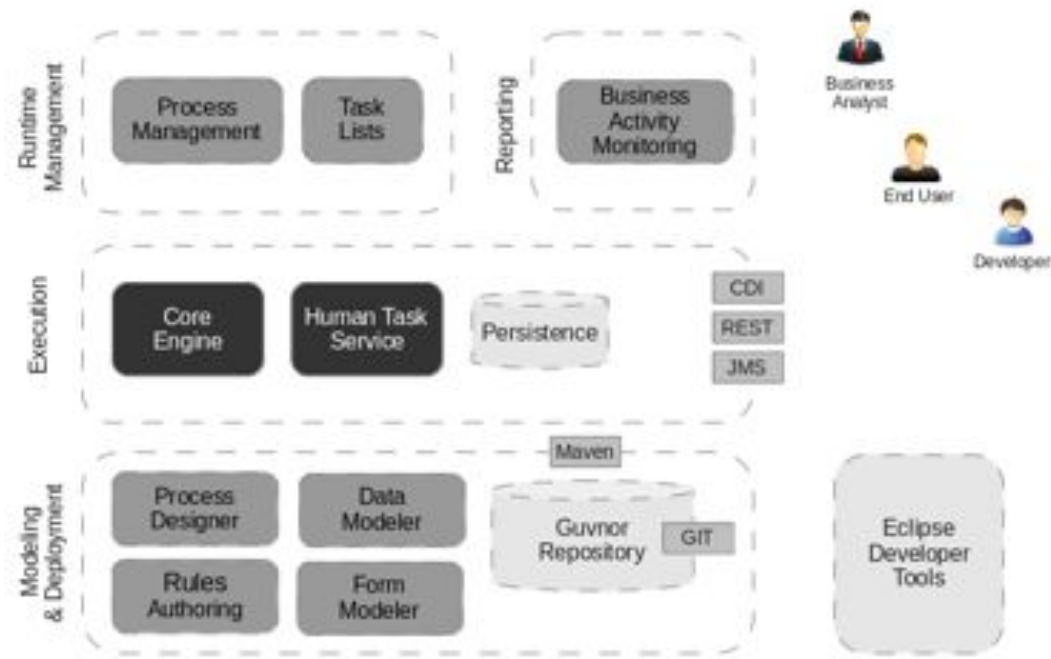 Runtime
Management
Process
Management
Task
Lists
Reporting
Business
Activity
Monitoring
Business
Analyst
End User
Developer
Execution
Core
Engine
Human Task
Service
Persistence
CDI
REST
JMS
Modeling
& Deployment
Maven
Process
Designer
Data
Modeler
Guvnor
Repository
GIT
Rules
Authoring
Form
Modeler
Eclipse
Developer
Tools